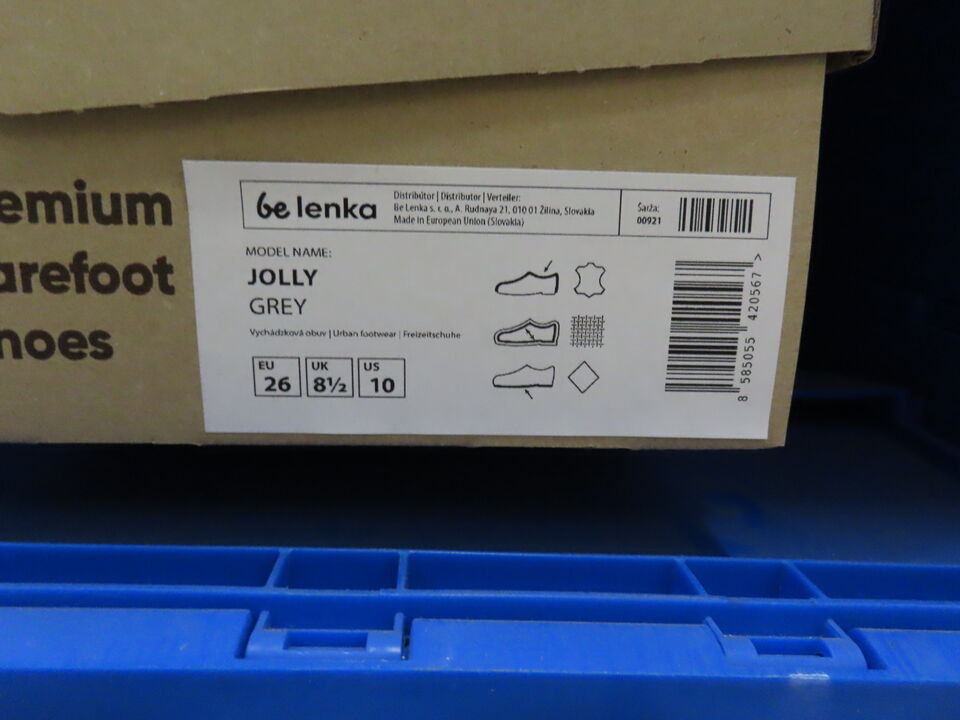 emium
arefoot
noes
be lenka
Distribútor | Distributor | Verteiler:
Be Lenka s. r. o., A. Rudnaya 21, 010 01 Žilina, Slovakia
Made in European Union (Slovakia)
Šarža:
00921
MODEL NAME:
JOLLY
GREY
Vychádzková obuv | Urban footwear | Freizeitschuhe
EU
26
UK
8½
US
10
8 585055 420567 >